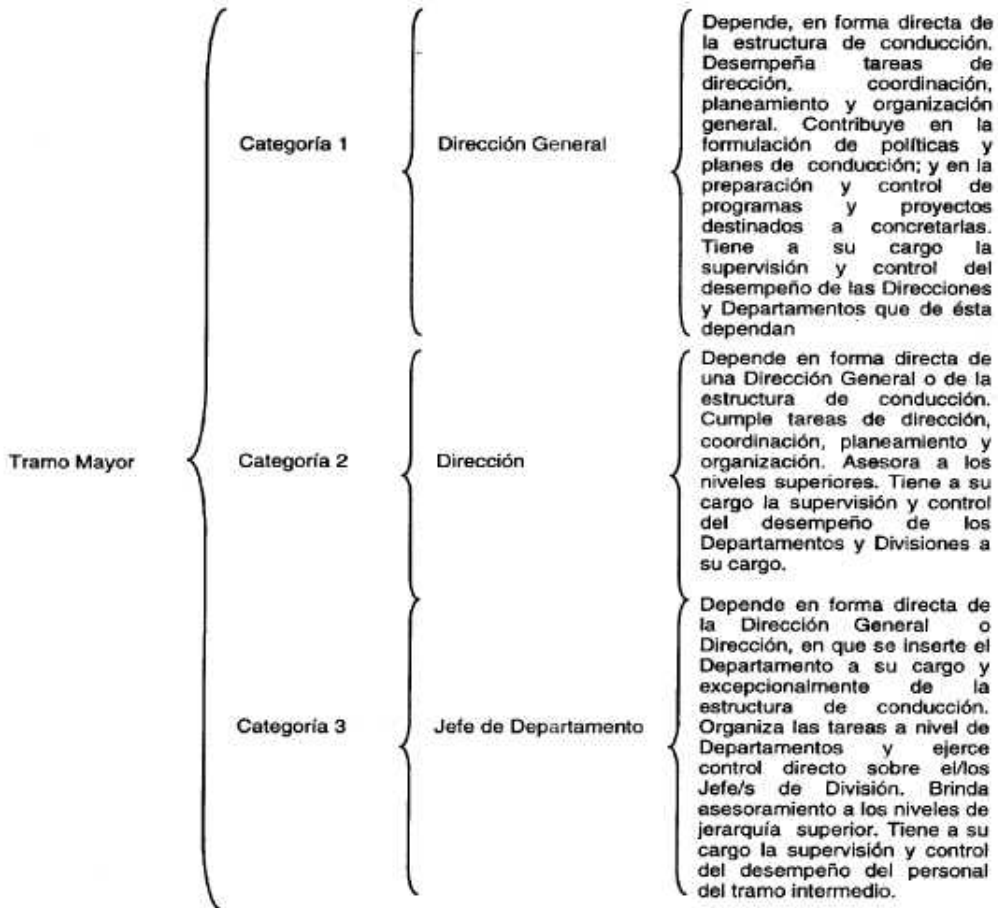 Tramo Mayor
Categoría 1
Dirección General
Depende, en forma directa de
la estructura de conducción.
Desempeña tareas de
dirección, coordinación,
planeamiento y organización
general. Contribuye en la
formulación de políticas y
planes de conducción; y en la
preparación y control de
programas y proyectos
destinados a concretarlas.
Tiene a su cargo la
supervisión y control del
desempeño de las Direcciones
y Departamentos que de ésta
dependan
Categoría 2
Dirección
Depende en forma directa de
una Dirección General o de la
estructura de conducción.
Cumple tareas de dirección,
coordinación, planeamiento y
organización. Asesora a los
niveles superiores. Tiene a su
cargo la supervisión y control
del desempeño de los
Departamentos y Divisiones a
su cargo.
Categoría 3
Jefe de Departamento
Depende en forma directa de
la Dirección General o
Dirección, en que se inserte el
Departamento a su cargo y
excepcionalmente de la
estructura de conducción.
Organiza las tareas a nivel de
Departamentos y ejerce
control directo sobre el/los
Jefe/s de División. Brinda
asesoramiento a los niveles de
jerarquía superior. Tiene a su
cargo la supervisión y control
del desempeño del personal
del tramo intermedio.